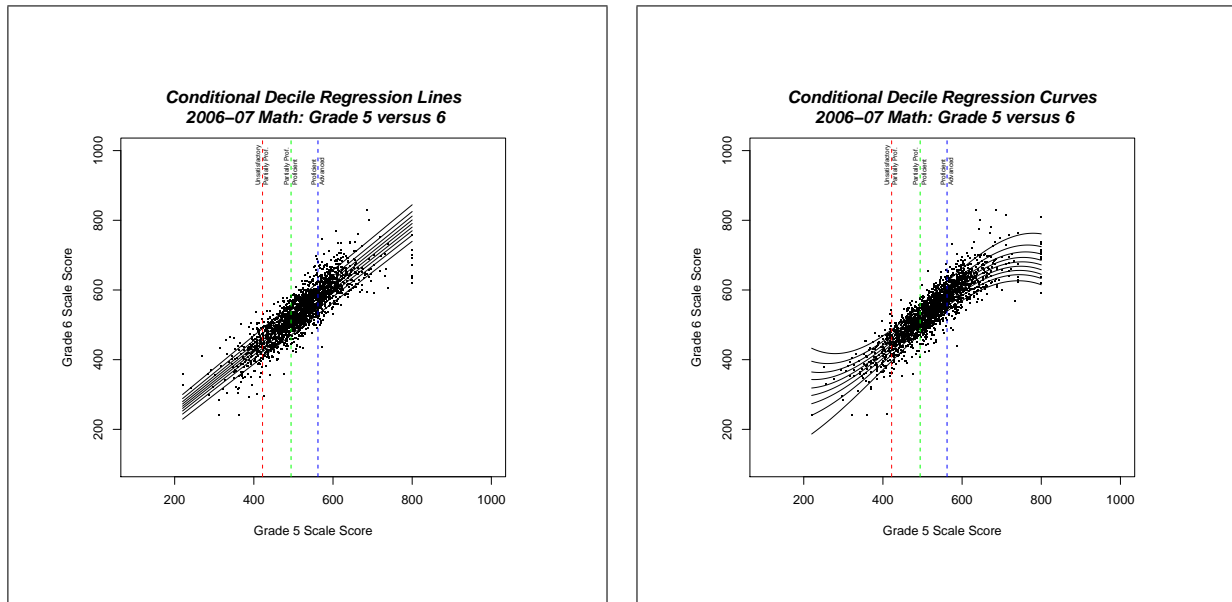 Conditional Decile Regression Lines
2006–07 Math: Grade 5 versus 6
Unsatisfactory
Partially Prof.
Partially Prof.
Proficient
Proficient
Advanced
1000
800
600
400
200
Grade 6 Scale Score
200 400 600 800 1000
Grade 5 Scale Score
Conditional Decile Regression Curves
2006–07 Math: Grade 5 versus 6
Unsatisfactory
Partially Prof.
Partially Prof.
Proficient
Proficient
Advanced
1000
800
600
400
200
Grade 6 Scale Score
200 400 600 800 1000
Grade 5 Scale Score